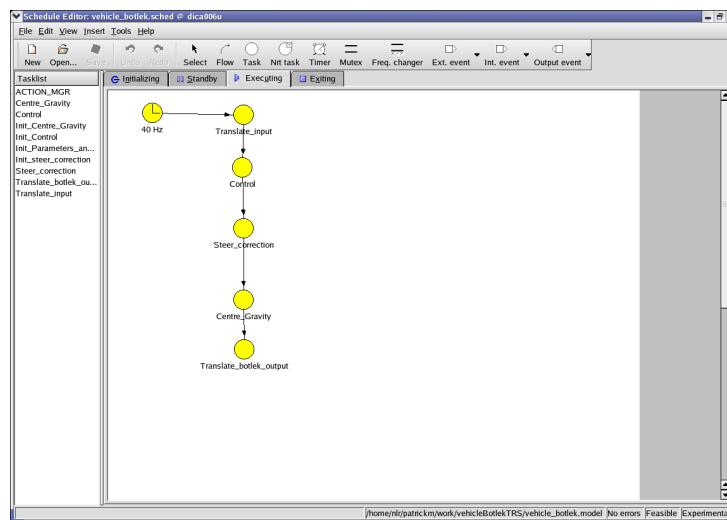 Schedule Editor: vehicle_botlek.sched @ dica006u
File Edit View Insert Tools Help
New Open... Save Undo Redo Select Flow Task Nrt task Timer Mutex Freq. changer Ext. event Int. event Output event
Tasklist
Initializing Standby Executing Exiting
ACTION_MGR
Centre_Gravity
Control
Init_Centre_Gravity
Init_Control
Init_Parameters_an...
Init_steer_correction
Steer_correction
Translate_botlek_ou...
Translate_input
40 Hz
Translate_input
Control
Steer_correction
Centre_Gravity
Translate_botlek_output
/home/nlr/patrickm/work/vehicleBotlekTRS/vehicle_botlek.model No errors Feasible Experimenta